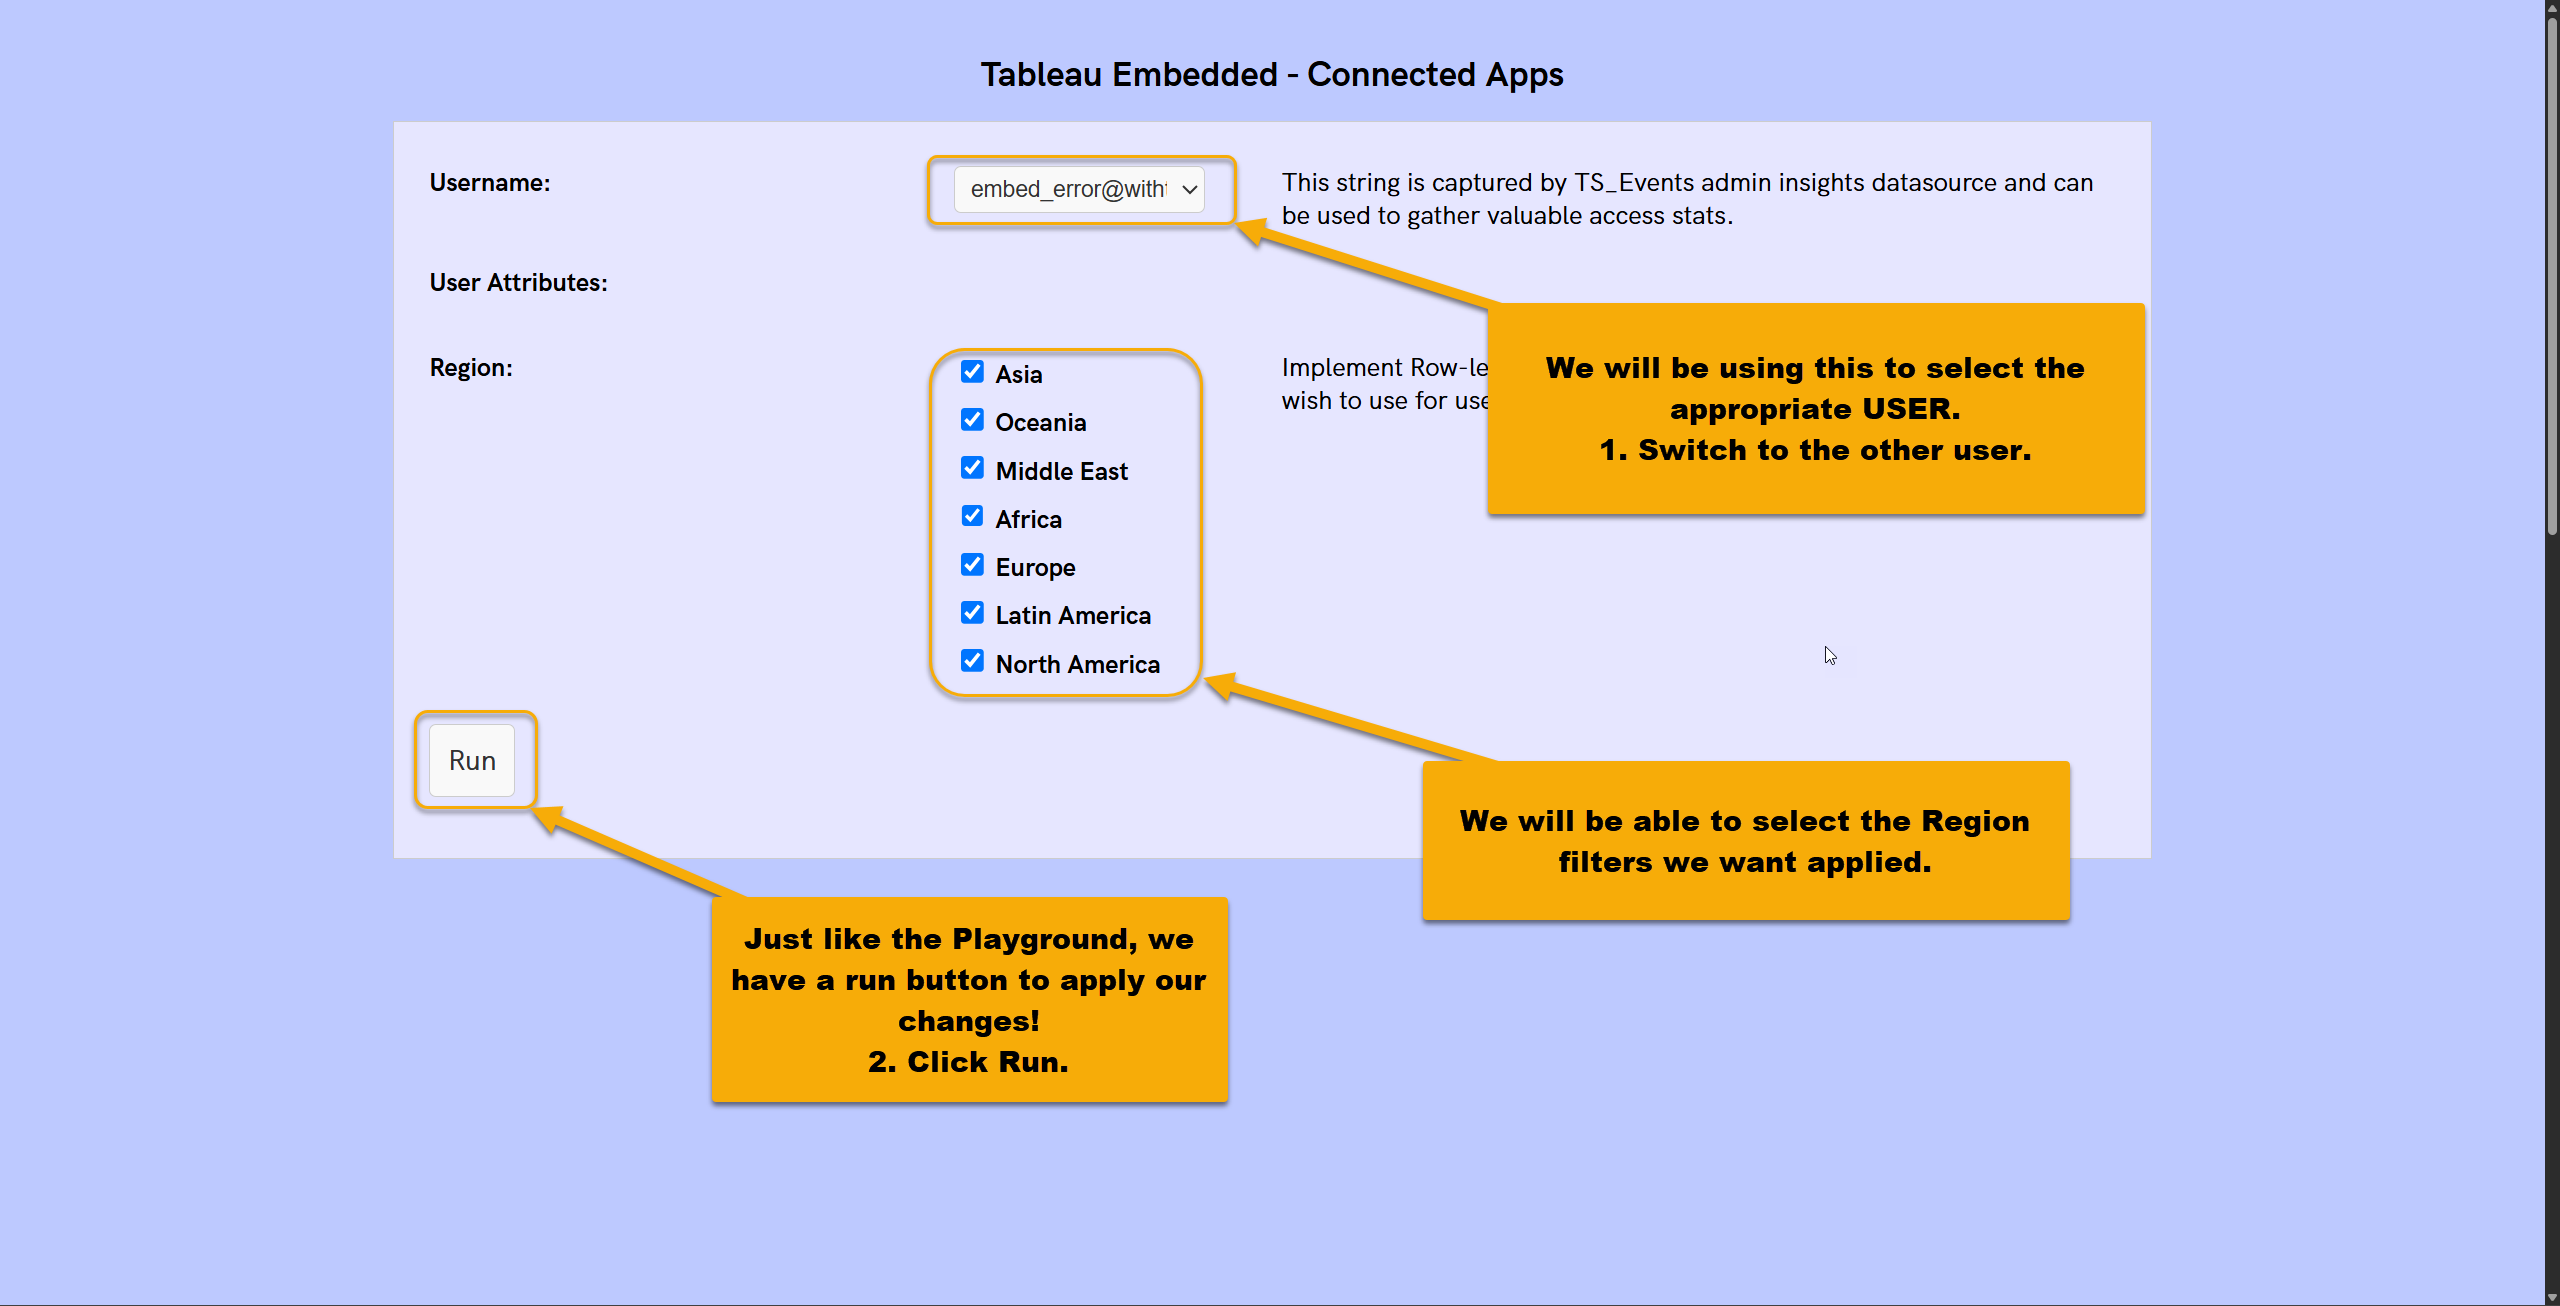 Tableau Embedded - Connected Apps
Username:
embed_error@with
This string is captured by TS_Events admin insights datasource and can
be used to gather valuable access stats.
User Attributes:
Region:
Asia
Oceania
Middle East
Africa
Europe
Latin America
North America
Implement Row-le
wish to use for use
We will be using this to select the
appropriate USER.
1. Switch to the other user.
Run
We will be able to select the Region
filters we want applied.
Just like the Playground, we
have a run button to apply our
changes!
2. Click Run.